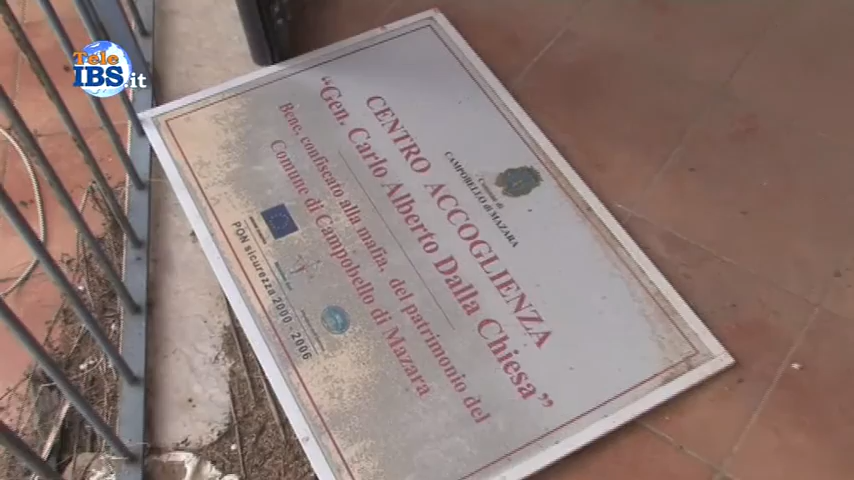 Tele
IBS.it
Comune di
CAMPOBELLO di MAZARA
CENTRO ACCOGLIENZA
“Gen. Carlo Alberto Dalla Chiesa”
Bene, confiscato alla mafia, del patrimonio del
Comune di Campobello di Mazara
PON sicurezza 2000 - 2006